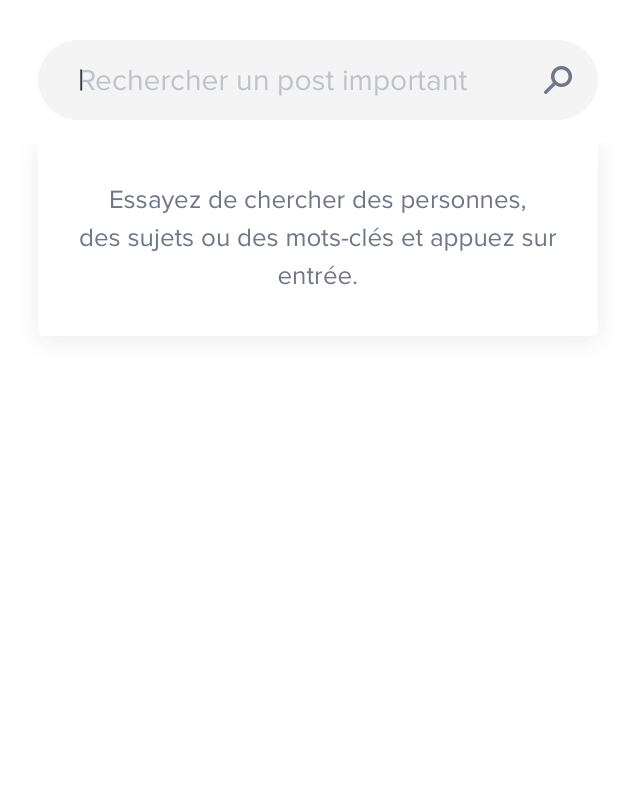 Rechercher un post important
Essayez de chercher des personnes,
des sujets ou des mots-clés et appuez sur
entrée.